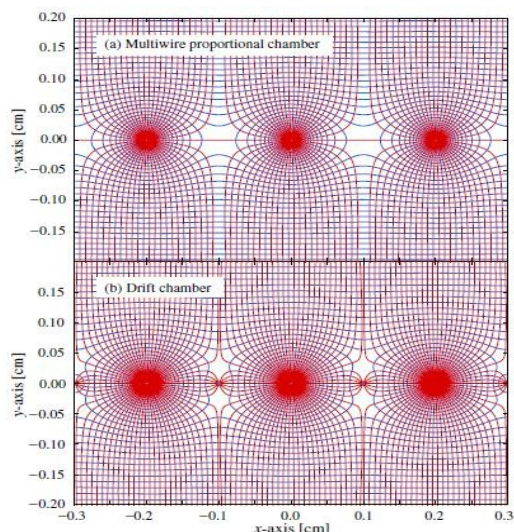 0.20
(a) Multiwire proportional chamber
0.15
0.10
0.05
y-axis [cm]
0.00
−0.05
−0.10
−0.15
(b) Drift chamber
0.15
0.10
0.05
y-axis [cm]
0.00
−0.05
−0.10
−0.15
−0.20
−0.3 −0.2 −0.1 0.0 0.1 0.2 0.3
x-axis [cm]